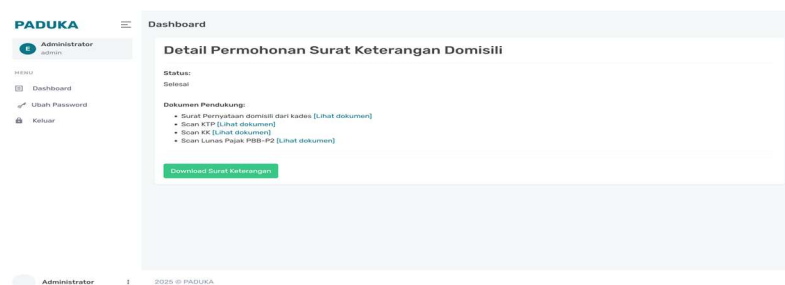 PADUKA
E
Administrator
admin
MENU
Dashboard
Ubah Password
Keluar
Administrator
Dashboard
Detail Permohonan Surat Keterangan Domisili
Status:
Selesai
Dokumen Pendukung:
• Surat Pernyataan domisili dari kades [Lihat dokumen]
• Scan KTP [Lihat dokumen]
• Scan KK [Lihat dokumen]
• Scan Lunas Pajak PBB-P2 [Lihat dokumen]
Download Surat Keterangan
2025 © PADUKA